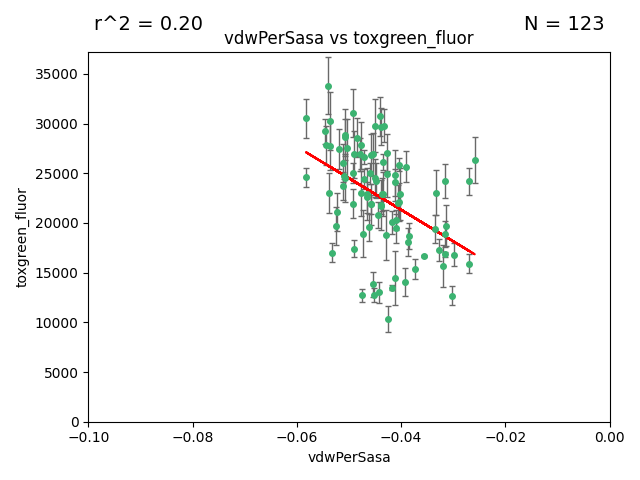 r^2 = 0.20
N = 123
vdwPerSasa vs toxgreen_fluor
35000
30000
25000
20000
15000
10000
5000
0
toxgreen_fluor
−0.10
−0.08
−0.06
−0.04
−0.02
0.00
vdwPerSasa